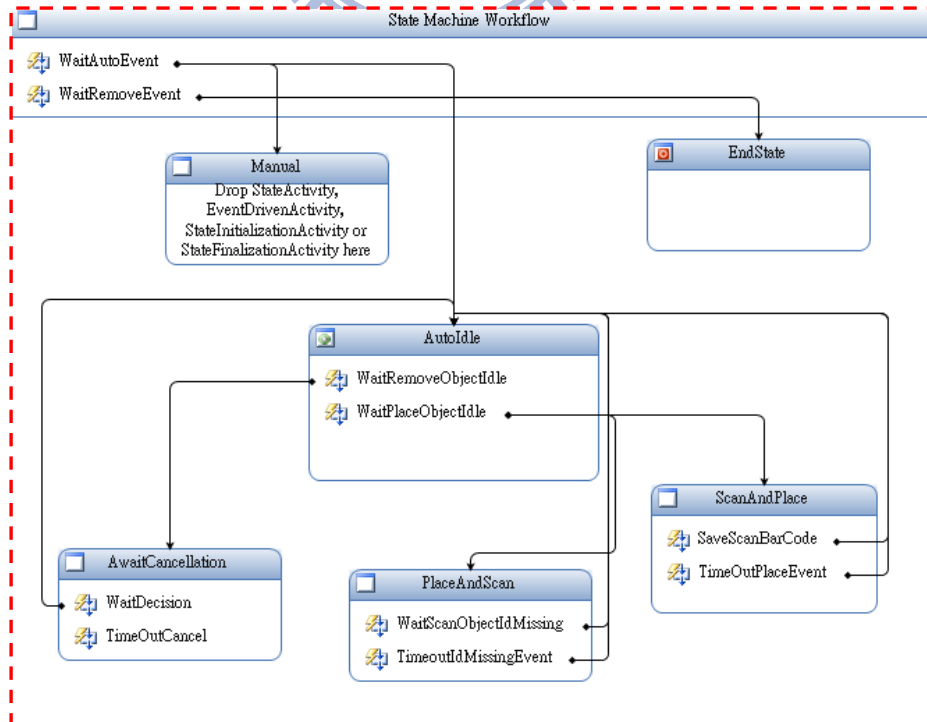 State Machine Workflow
WaitAutoEvent
WaitRemoveEvent
Manual
Drop StateActivity,
EventDrivenActivity,
StateInitializationActivity or
StateFinalizationActivity here
EndState
AutoIdle
WaitRemoveObjectIdle
WaitPlaceObjectIdle
ScanAndPlace
SaveScanBarCode
TimeOutPlaceEvent
AwaitCancellation
WaitDecision
TimeOutCancel
PlaceAndScan
WaitScanObjectIdMissing
TimeoutIdMissingEvent